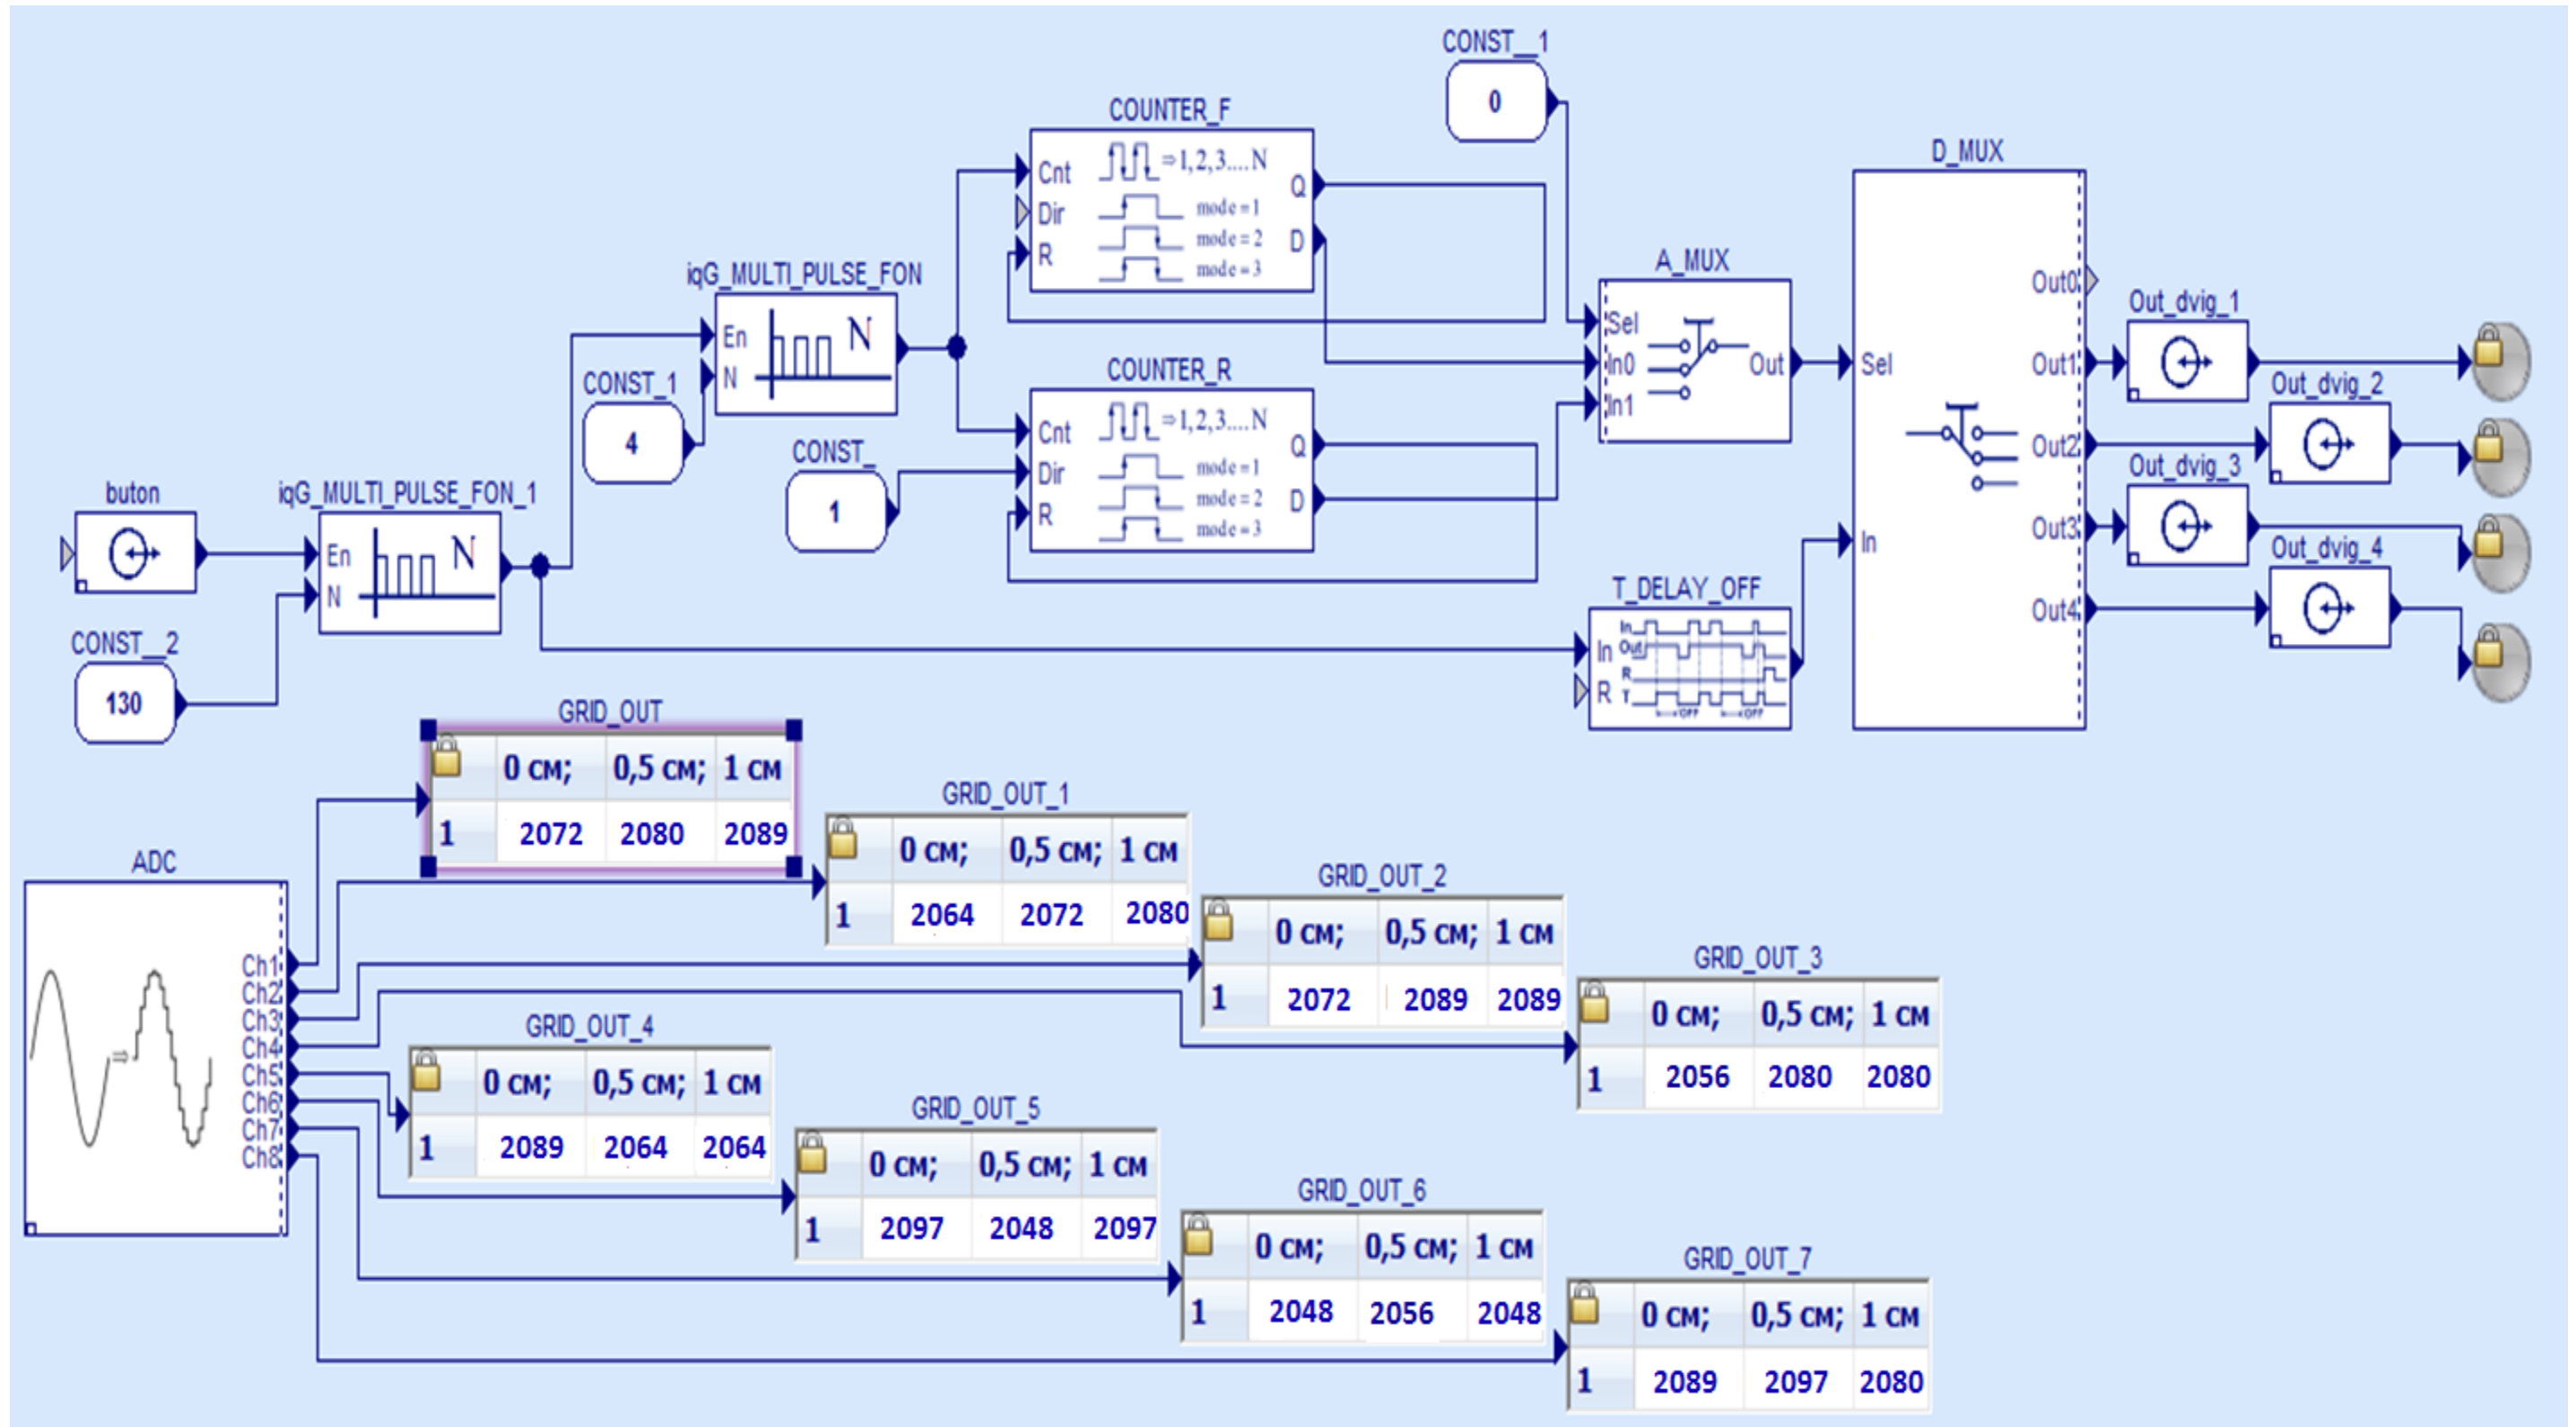 CONST__1
0
COUNTER_F
Cnt ⇒1,2,3....N Q
Dir mode=1
mode=2 D
R mode=3
D_MUX
Sel
In
Out0
Out1
Out2
Out3
Out4
A_MUX
Sel
In0 Out
In1
iqG_MULTI_PULSE_FON
En N
N
CONST_1
4
COUNTER_R
Cnt ⇒1,2,3....N Q
Dir mode=1
mode=2 D
R mode=3
CONST_
1
Out_dvig_1
Out_dvig_2
Out_dvig_3
Out_dvig_4
buton
iqG_MULTI_PULSE_FON_1
En N
N
CONST__2
130
T_DELAY_OFF
In In
Out
R R
T
OFF OFF
GRID_OUT
0 см; 0,5 см; 1 см
1 2072 2080 2089
GRID_OUT_1
0 см; 0,5 см; 1 см
1 2064 2072 2080
GRID_OUT_2
0 см; 0,5 см; 1 см
1 2072 2089 2089
GRID_OUT_3
0 см; 0,5 см; 1 см
1 2056 2080 2080
ADC
⇒
Ch1
Ch2
Ch3
Ch4
Ch5
Ch6
Ch7
Ch8
GRID_OUT_4
0 см; 0,5 см; 1 см
1 2089 2064 2064
GRID_OUT_5
0 см; 0,5 см; 1 см
1 2097 2048 2097
GRID_OUT_6
0 см; 0,5 см; 1 см
1 2048 2056 2048
GRID_OUT_7
0 см; 0,5 см; 1 см
1 2089 2097 2080